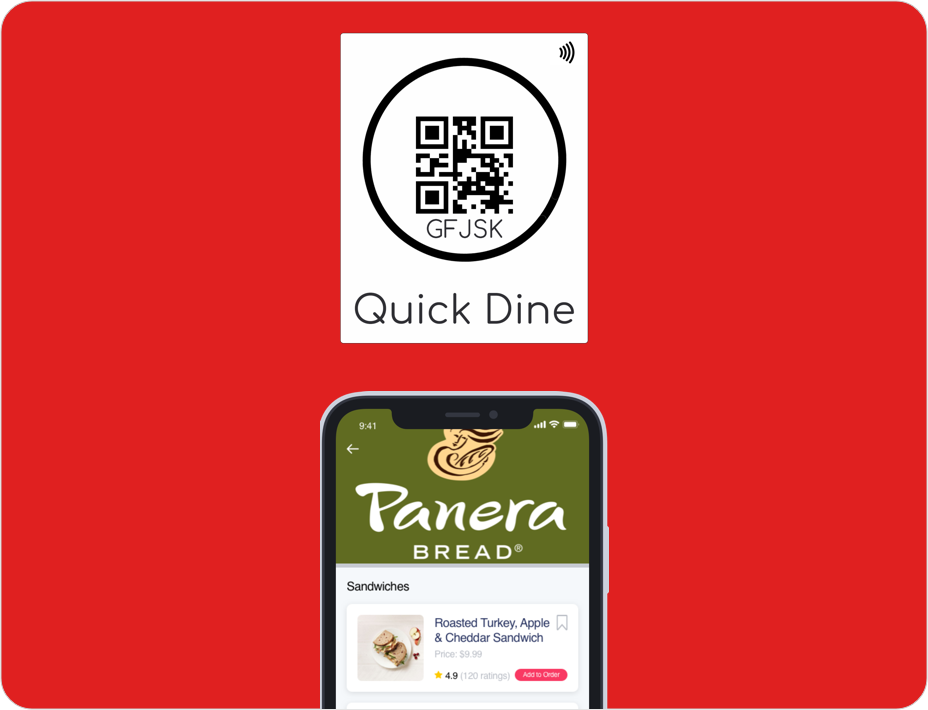 GFJSK
Quick Dine
9:41
Panera
BREAD®
Sandwiches
Roasted Turkey, Apple
& Cheddar Sandwich
Price: $9.99
4.9 (120 ratings)
Add to Order